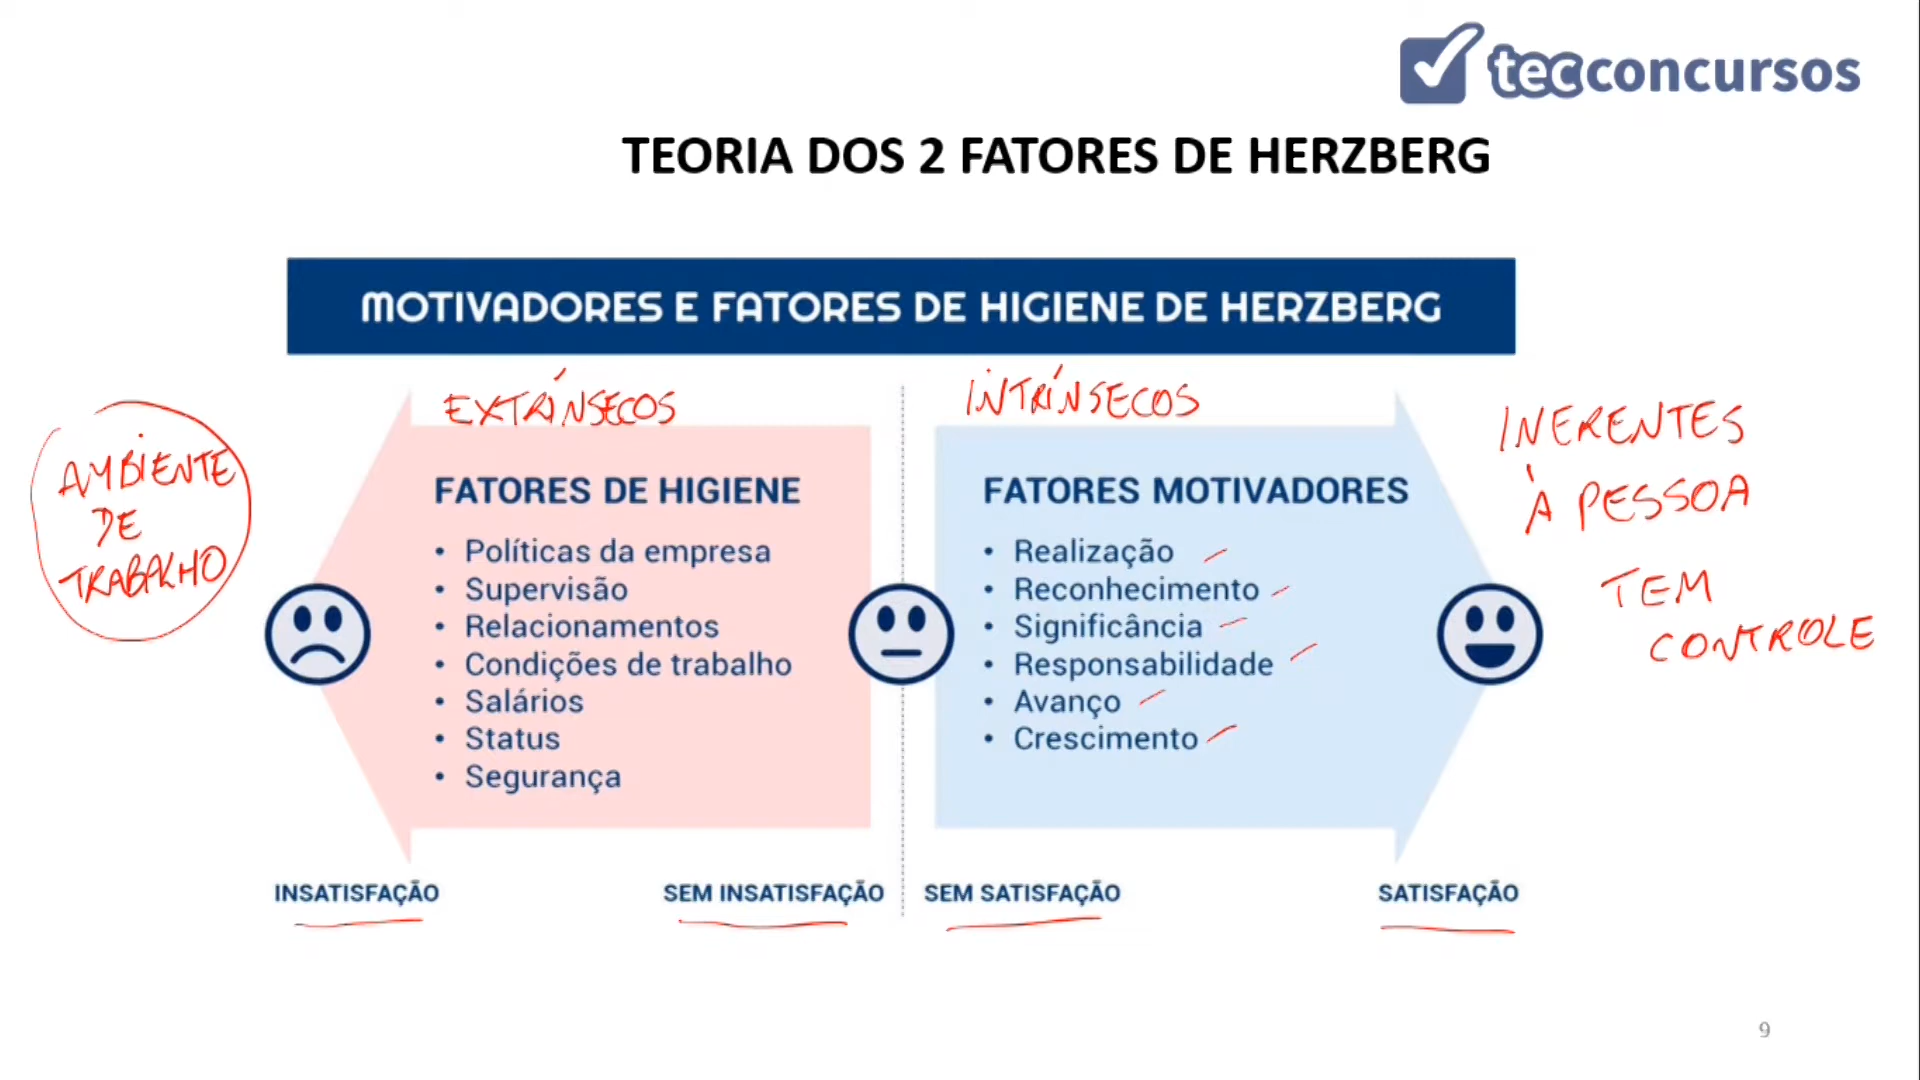 tecconcursos
TEORIA DOS 2 FATORES DE HERZBERG
MOTIVADORES E FATORES DE HIGIENE DE HERZBERG
AMBIENTE
DE
TRABALHO
EXTRÍNSECOS
FATORES DE HIGIENE
• Políticas da empresa
• Supervisão
• Relacionamentos
• Condições de trabalho
• Salários
• Status
• Segurança
INTRÍNSECOS
FATORES MOTIVADORES
• Realização
• Reconhecimento
• Significância
• Responsabilidade
• Avanço
• Crescimento
INERENTES
À PESSOA
TEM
CONTROLE
INSATISFAÇÃO
SEM INSATISFAÇÃO
SEM SATISFAÇÃO
SATISFAÇÃO
9